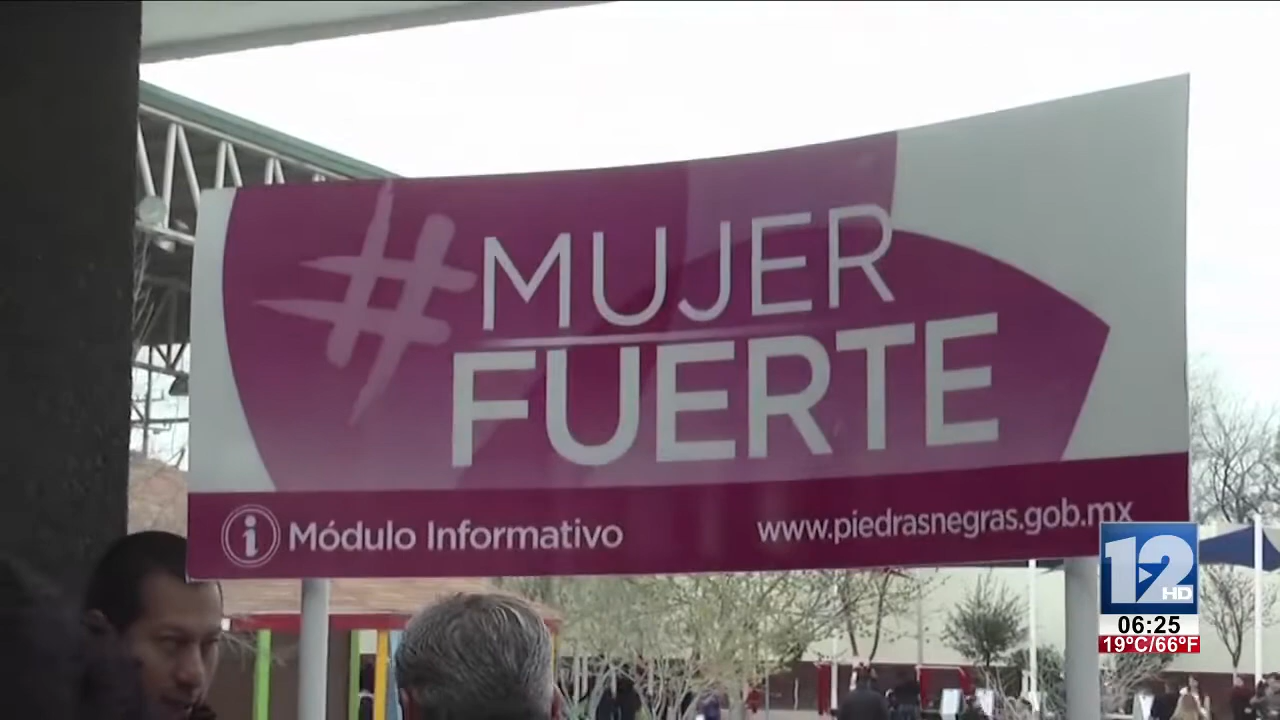 #MUJER
FUERTE
i Módulo Informativo
www.piedrasnegras.gob.mx
12
HD
06:25
19°C/66°F